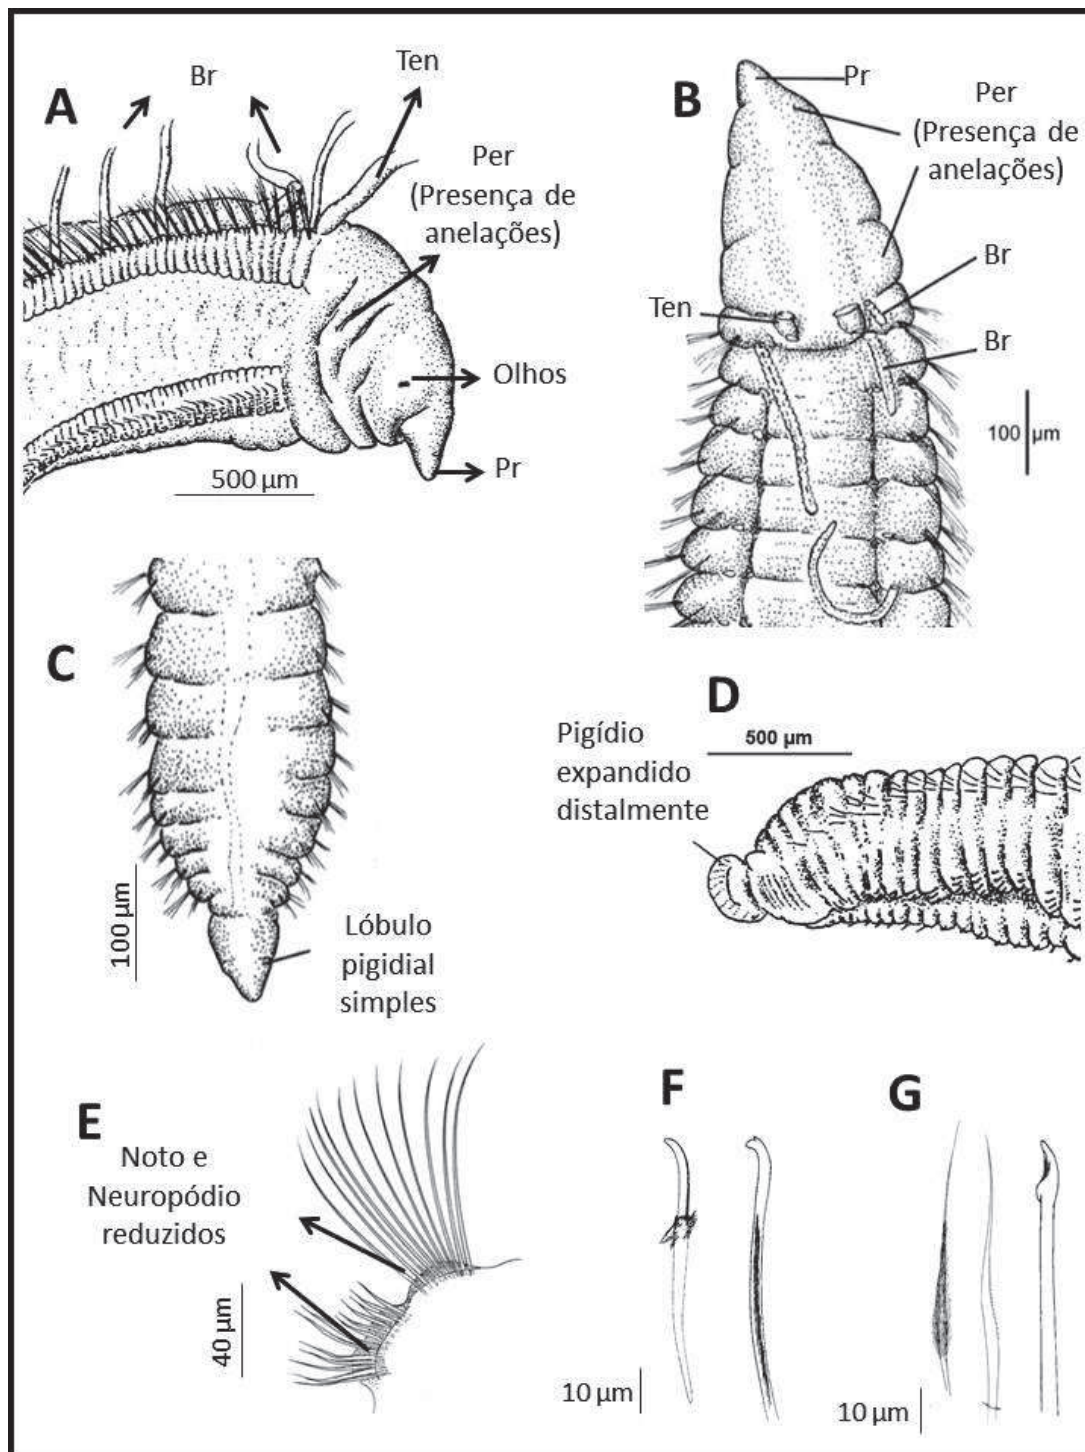 A
Br
Ten
Per
(Presença de
anelações)
Olhos
Pr
500 µm
B
Pr
Per
(Presença de
anelações)
Br
Ten
Br
100 µm
C
100 µm
Lóbulo
pigidial
simples
D
500 µm
Pigídio
expandido
distalmente
E
Noto e
Neuropódio
reduzidos
40 µm
F
10 µm
G
10 µm